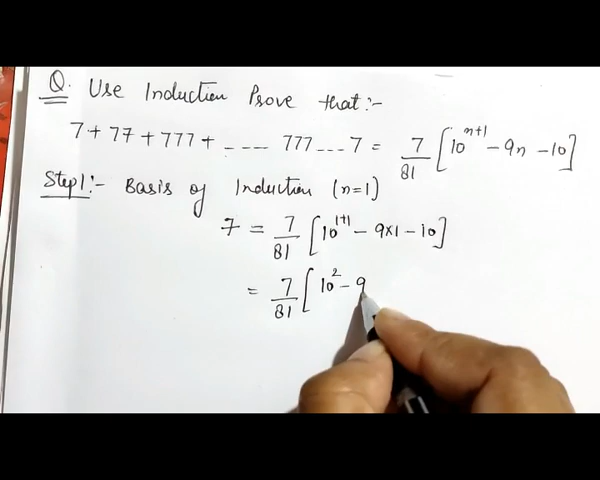 Q. Use Induction Prove that:-
7 + 77 + 777 + - - - - 777 - - - 7 = 7/81 [10^(n+1) - 9n - 10]
Step1:- Basis of Induction (n=1)
7 = 7/81 [10^(1+1) - 9×1 - 10]
= 7/81 [10^2 - 9